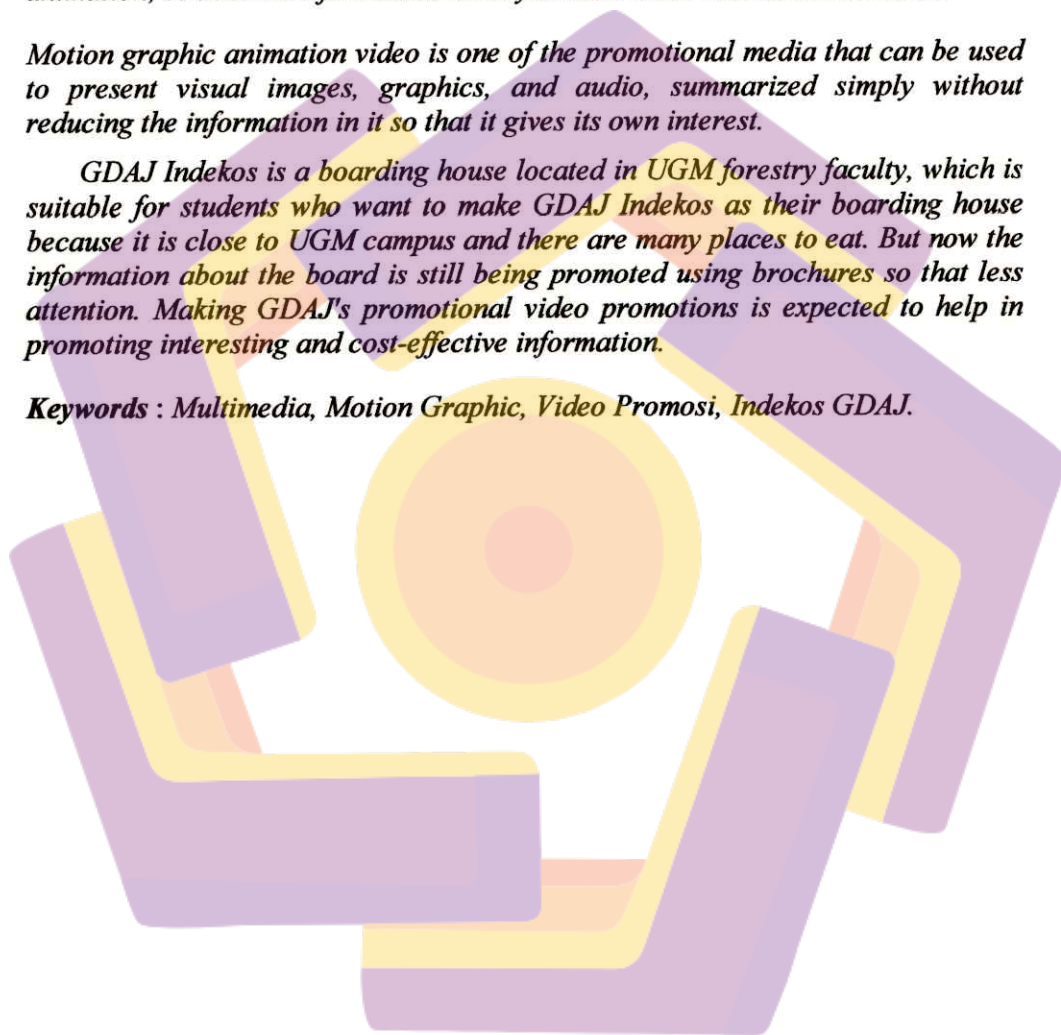 Motion graphic animation video is one of the promotional media that can be used
to present visual images, graphics, and audio, summarized simply without
reducing the information in it so that it gives its own interest.
GDAJ Indekos is a boarding house located in UGM forestry faculty, which is
suitable for students who want to make GDAJ Indekos as their boarding house
because it is close to UGM campus and there are many places to eat. But now the
information about the board is still being promoted using brochures so that less
attention. Making GDAJ's promotional video promotions is expected to help in
promoting interesting and cost-effective information.
Keywords : Multimedia, Motion Graphic, Video Promosi, Indekos GDAJ.